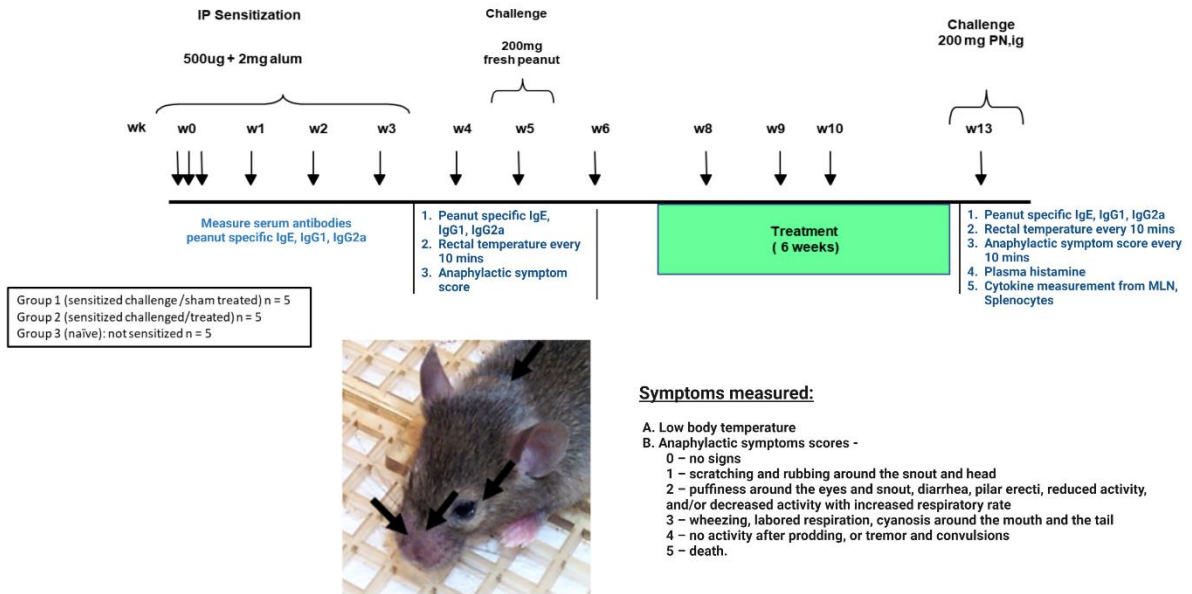 IP Sensitization
500ug + 2mg alum
Challenge
200mg
fresh peanut
Challenge
200 mg PN,ig
wk w0 w1 w2 w3 w4 w5 w6 w8 w9 w10 w13
Measure serum antibodies
peanut specific IgE, IgG1, IgG2a
1. Peanut specific IgE,
IgG1, IgG2a
2. Rectal temperature every
10 mins
3. Anaphylactic symptom
score
Treatment
( 6 weeks)
1. Peanut specific IgE, IgG1, IgG2a
2. Rectal temperature every 10 mins
3. Anaphylactic symptom score every
10 mins
4. Plasma histamine
5. Cytokine measurement from MLN,
Splenocytes
Group 1 (sensitized challenge/sham treated) n = 5
Group 2 (sensitized challenged/treated) n = 5
Group 3 (naïve): not sensitized n = 5
Symptoms measured:
A. Low body temperature
B. Anaphylactic symptoms scores -
0 – no signs
1 – scratching and rubbing around the snout and head
2 – puffiness around the eyes and snout, diarrhea, pilar erecti, reduced activity,
and/or decreased activity with increased respiratory rate
3 – wheezing, labored respiration, cyanosis around the mouth and the tail
4 – no activity after prodding, or tremor and convulsions
5 – death.